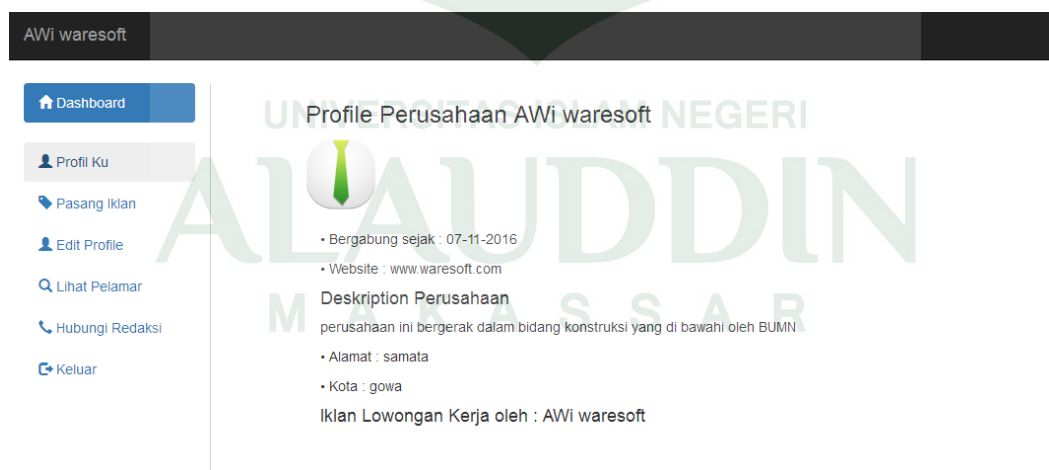 AWi waresoft
Dashboard
Profil Ku
Pasang Iklan
Edit Profile
Lihat Pelamar
Hubungi Redaksi
Keluar
Profile Perusahaan AWi waresoft
• Bergabung sejak : 07-11-2016
• Website : www.waresoft.com
Deskription Perusahaan
perusahaan ini bergerak dalam bidang konstruksi yang di bawahi oleh BUMN
• Alamat : samata
• Kota : gowa
Iklan Lowongan Kerja oleh : AWi waresoft
UNIVERSITAS ISLAM NEGERI
ALAUDDIN
MAKASSAR